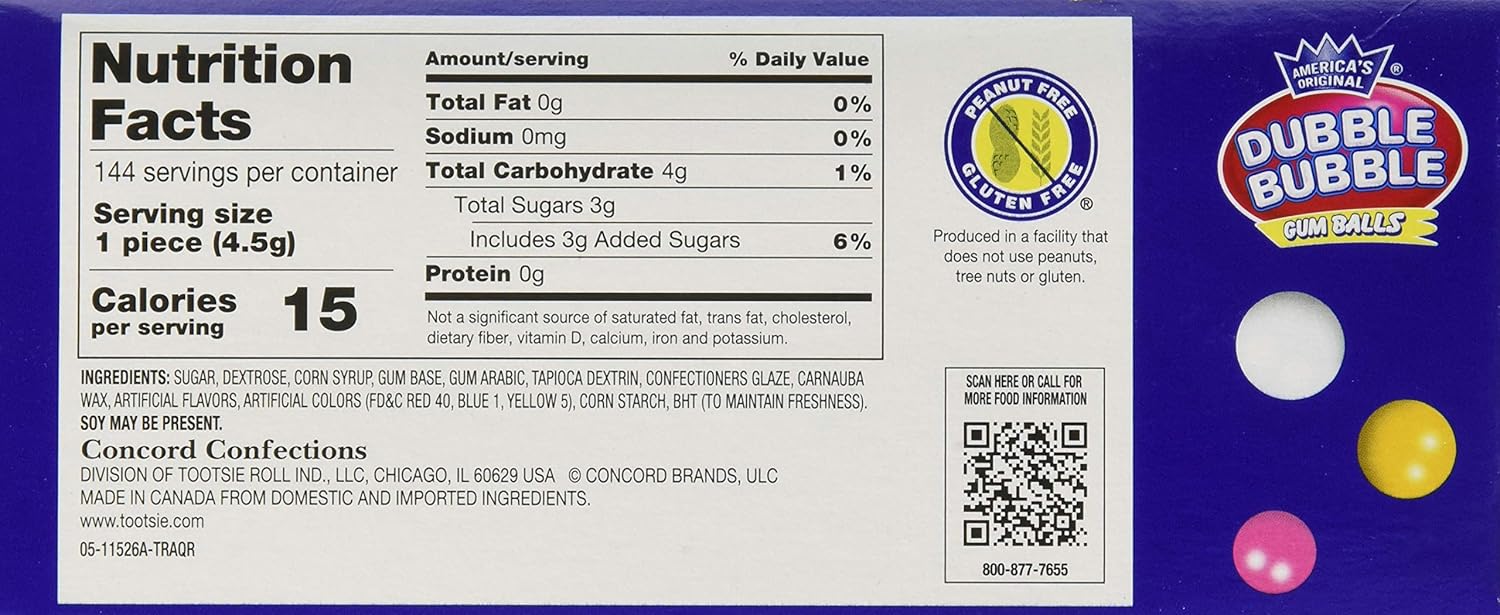 Nutrition
Facts
144 servings per container
Serving size
1 piece (4.5g)
Calories
per serving
15
Amount/serving % Daily Value
Total Fat 0g 0%
Sodium 0mg 0%
Total Carbohydrate 4g 1%
Total Sugars 3g
Includes 3g Added Sugars 6%
Protein 0g
Not a significant source of saturated fat, trans fat, cholesterol,
dietary fiber, vitamin D, calcium, iron and potassium.
INGREDIENTS: SUGAR, DEXTROSE, CORN SYRUP, GUM BASE, GUM ARABIC, TAPIOCA DEXTRIN, CONFECTIONERS GLAZE, CARNAUBA
WAX, ARTIFICIAL FLAVORS, ARTIFICIAL COLORS (FD&C RED 40, BLUE 1, YELLOW 5), CORN STARCH, BHT (TO MAINTAIN FRESHNESS).
SOY MAY BE PRESENT.
Concord Confections
DIVISION OF TOOTSIE ROLL IND., LLC, CHICAGO, IL 60629 USA © CONCORD BRANDS, ULC
MADE IN CANADA FROM DOMESTIC AND IMPORTED INGREDIENTS.
www.tootsie.com
05-11526A-TRAQR
PEANUT FREE
GLUTEN FREE ®
Produced in a facility that
does not use peanuts,
tree nuts or gluten.
SCAN HERE OR CALL FOR
MORE FOOD INFORMATION
800-877-7655
AMERICA'S ®
ORIGINAL
DUBBLE
BUBBLE
GUM BALLS